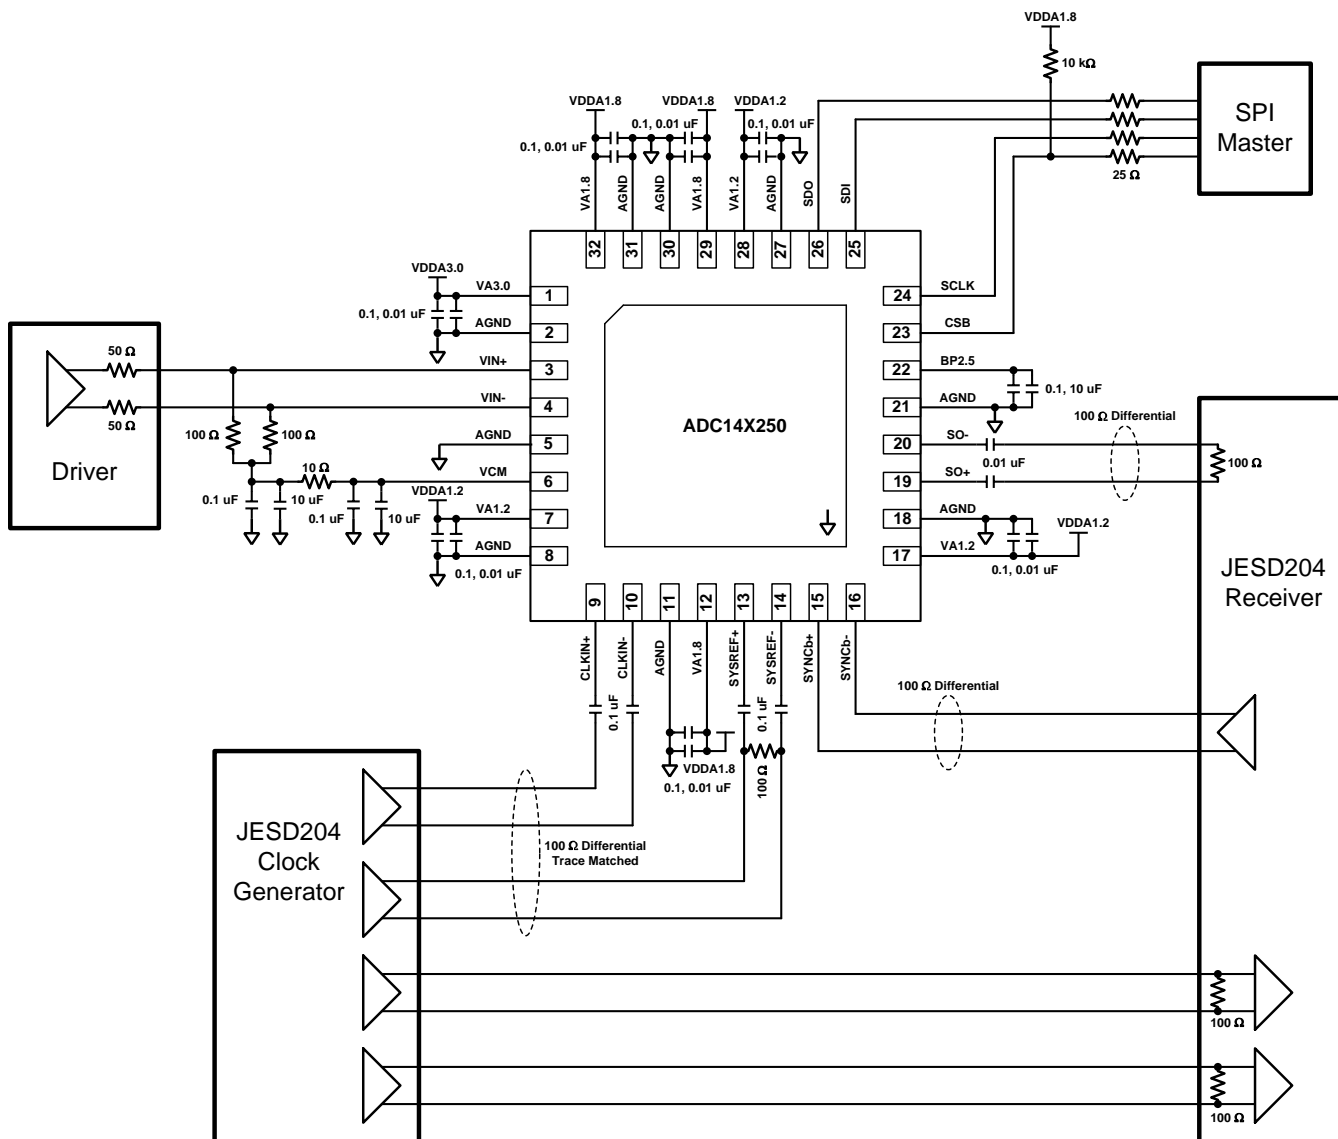 VDDA1.8
10 kΩ
SPI
Master
25 Ω
VDDA1.8
VDDA1.8
VDDA1.2
0.1, 0.01 uF
0.1, 0.01 uF
0.1, 0.01 uF
VA1.8
AGND
AGND
VA1.8
VA1.2
AGND
SDO
SDI
32
31
30
29
28
27
26
25
VDDA3.0
VA3.0
1
0.1, 0.01 uF
AGND
2
50 Ω
VIN+
3
VIN-
4
50 Ω
100 Ω
100 Ω
Driver
AGND
5
10 Ω
VCM
6
0.1 uF
10 uF
0.1 uF
10 uF
VDDA1.2
VA1.2
7
AGND
8
0.1, 0.01 uF
ADC14X250
24
SCLK
23
CSB
22
BP2.5
0.1, 10 uF
21
AGND
100 Ω Differential
20
SO-
0.01 uF
100 Ω
19
SO+
18
AGND
VDDA1.2
17
VA1.2
0.1, 0.01 uF
JESD204
Receiver
9
10
11
12
13
14
15
16
CLKIN+
CLKIN-
AGND
VA1.8
SYSREF+
SYSREF-
SYNCb+
SYNCb-
0.1 uF
0.1 uF
100 Ω Differential
VDDA1.8
0.1, 0.01 uF
100 Ω
JESD204
Clock
Generator
100 Ω Differential
Trace Matched
100 Ω
100 Ω